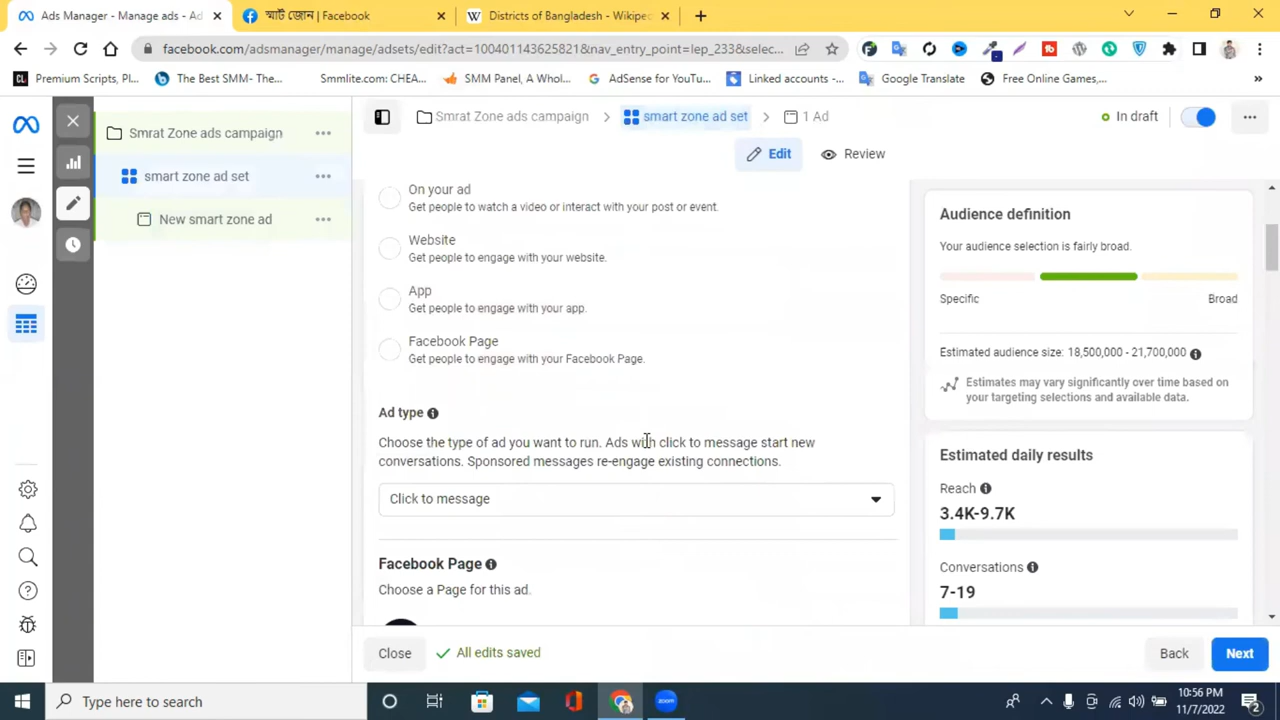 Ads Manager - Manage ads - Ad
স্মার্ট জোন | Facebook
Districts of Bangladesh - Wikiped
facebook.com/adsmanager/manage/adsets/edit?act=1004011436258218&nav_entry_point=lep_233&selec...
Premium Scripts, Pl...
The Best SMM- The...
Smmlite.com: CHEA...
SMM Panel, A Whol...
AdSense for YouTu...
Linked accounts -...
Google Translate
Free Online Games,...
Smrat Zone ads campaign
smart zone ad set
1 Ad
In draft
Smrat Zone ads campaign
smart zone ad set
New smart zone ad
Edit
Review
On your ad
Get people to watch a video or interact with your post or event.
Website
Get people to engage with your website.
App
Get people to engage with your app.
Facebook Page
Get people to engage with your Facebook Page.
Ad type
Choose the type of ad you want to run. Ads with click to message start new
conversations. Sponsored messages re-engage existing connections.
Click to message
Facebook Page
Choose a Page for this ad.
Audience definition
Your audience selection is fairly broad.
Specific
Broad
Estimated audience size: 18,500,000 - 21,700,000
Estimates may vary significantly over time based on
your targeting selections and available data.
Estimated daily results
Reach
3.4K-9.7K
Conversations
7-19
Close
All edits saved
Back
Next
Type here to search
10:56 PM
11/7/2022
2